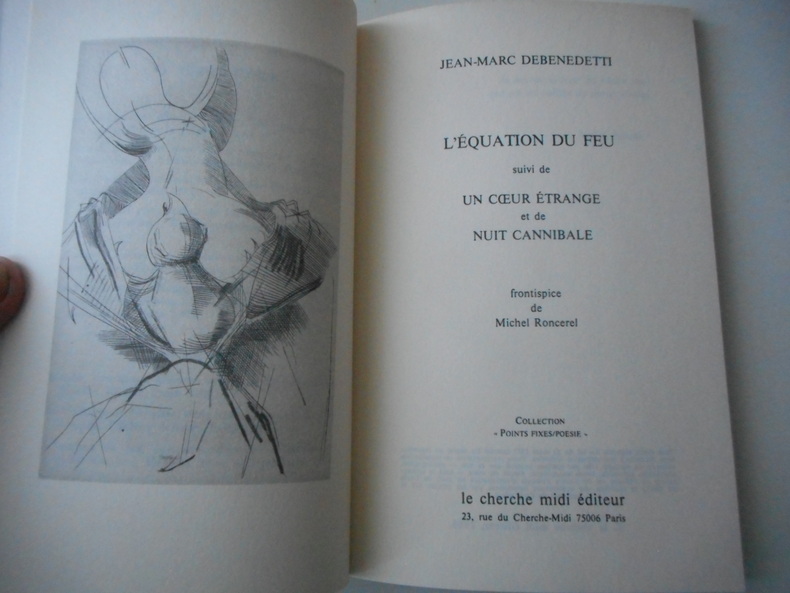 JEAN-MARC DEBENEDETTI
L'ÉQUATION DU FEU
suivi de
UN CŒUR ÉTRANGE
et de
NUIT CANNIBALE
frontispice
de
Michel Roncerel
COLLECTION
« POINTS FIXES/POESIE »
le cherche midi éditeur
23, rue du Cherche-Midi 75006 Paris